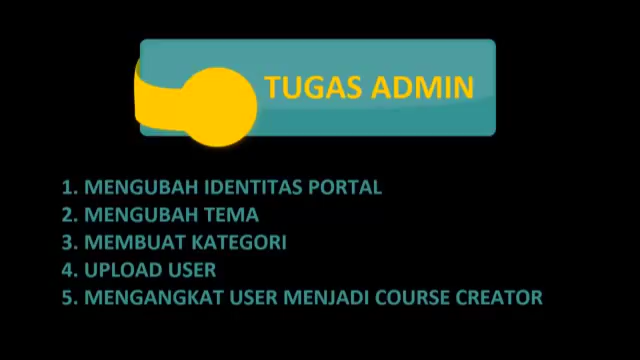 TUGAS ADMIN
1. MENGUBAH IDENTITAS PORTAL
2. MENGUBAH TEMA
3. MEMBUAT KATEGORI
4. UPLOAD USER
5. MENGANGKAT USER MENJADI COURSE CREATOR